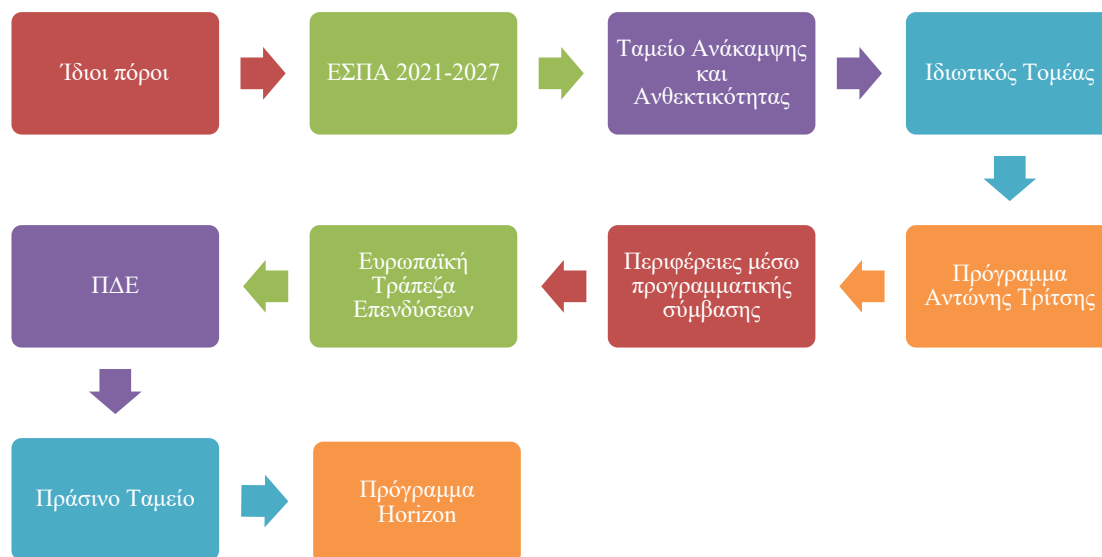 Ίδιοι πόροι
ΕΣΠΑ 2021-2027
Ταμείο Ανάκαμψης
και
Ανθεκτικότητας
Ιδιωτικός Τομέας
Πρόγραμμα
Αντώνης Τρίτσης
Περιφέρειες μέσω
προγραμματικής
σύμβασης
Ευρωπαϊκή
Τράπεζα
Επενδύσεων
ΠΔΕ
Πράσινο Ταμείο
Πρόγραμμα
Horizon